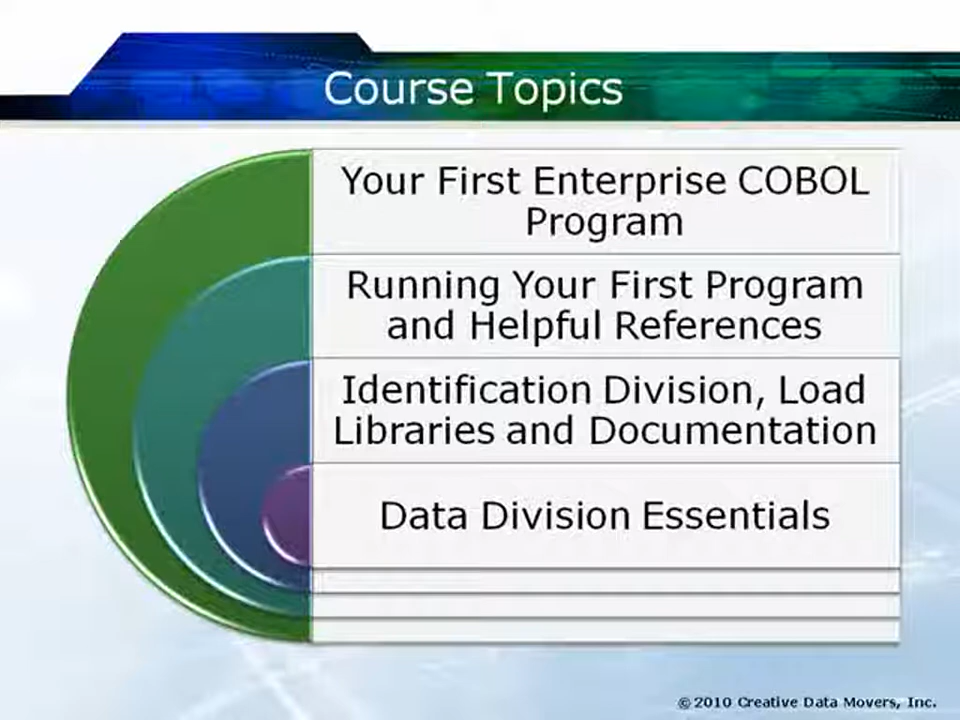 Course Topics
Your First Enterprise COBOL
Program
Running Your First Program
and Helpful References
Identification Division, Load
Libraries and Documentation
Data Division Essentials
© 2010 Creative Data Movers, Inc.